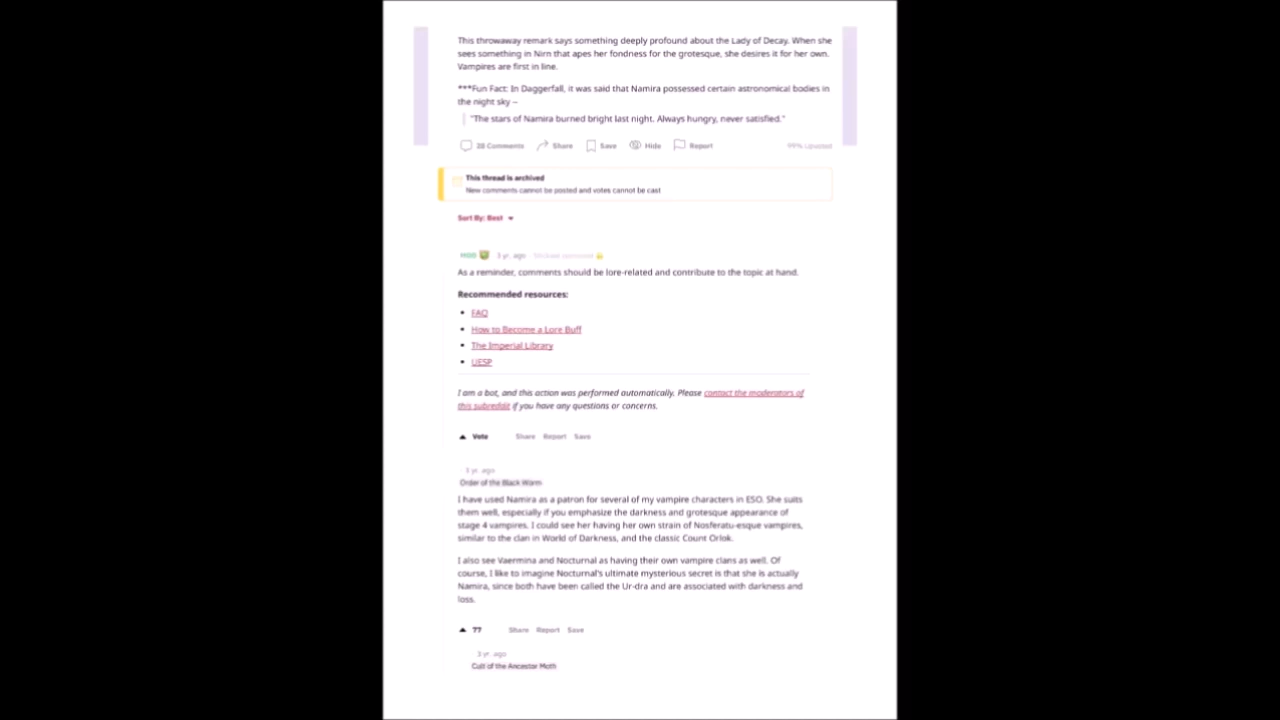 This throwaway remark says something deeply profound about the Lady of Decay. When she
sees something in Nirn that apes her fondness for the grotesque, she desires it for her own.
Vampires are first in line.
***Fun Fact: In Daggerfall, it was said that Namira possessed certain astronomical bodies in
the night sky –
"The stars of Namira burned bright last night. Always hungry, never satisfied."
Comments Share Save Hide Report 99% Upvoted
This thread is archived
New comments cannot be posted and votes cannot be cast
Sort By: Best
MOD 3 yr. ago
As a reminder, comments should be lore-related and contribute to the topic at hand.
Recommended resources:
• FAQ
• How to Become a Lore Buff
• The Imperial Library
• UESP
I am a bot, and this action was performed automatically. Please contact the moderators of
this subreddit if you have any questions or concerns.
Vote Share Report Save
3 yr. ago
Order of the Black Worm
I have used Namira as a patron for several of my vampire characters in ESO. She suits
them well, especially if you emphasize the darkness and grotesque appearance of
stage 4 vampires. I could see her having her own strain of Nosferatu-esque vampires,
similar to the clan in World of Darkness, and the classic Count Orlok.
I also see Vaermina and Nocturnal as having their own vampire clans as well. Of
course, I like to imagine Nocturnal's ultimate mysterious secret is that she is actually
Namira, since both have been called the Ur-dra and are associated with darkness and
loss.
77 Share Report Save
3 yr. ago
Cult of the Ancestor Moth